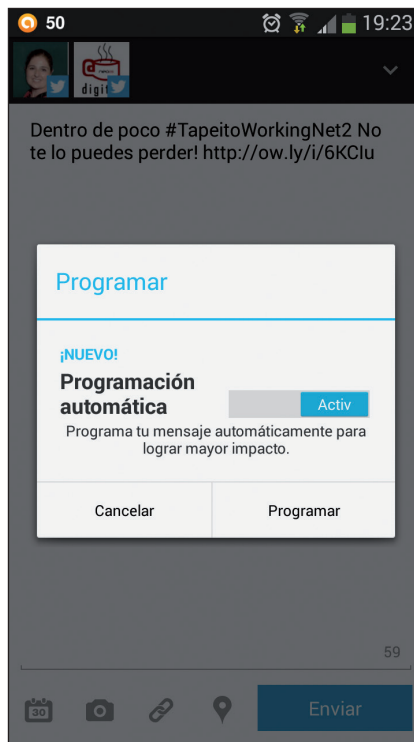 50 19:23
digit
Dentro de poco #TapeitoWorkingNet2 No
te lo puedes perder! http://ow.ly/i/6KCIu
Programar
¡NUEVO!
Programación
automática
Activ
Programa tu mensaje automáticamente para
lograr mayor impacto.
Cancelar Programar
59
30 Enviar